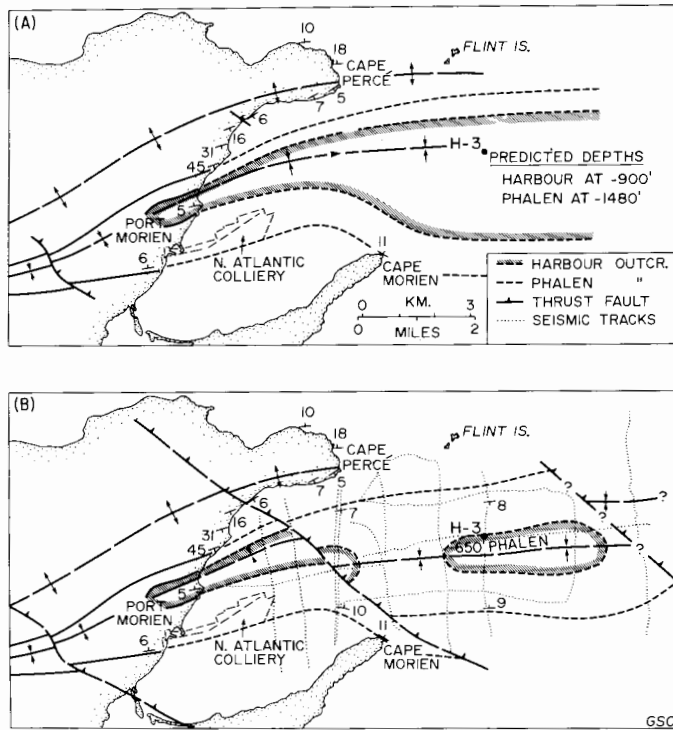 (A)
10
18
FLINT IS.
CAPE
PERCÉ
5
7
6
16
31
45
H-3
PREDICTED DEPTHS
HARBOUR AT -900'
PHALEN AT -1480'
5
PORT
MORIEN
N. ATLANTIC
COLLIERY
6
11
CAPE
MORIEN
0 KM. 3
0 MILES 2
HARBOUR OUTCR.
PHALEN "
THRUST FAULT
SEISMIC TRACKS
(B)
10
18
FLINT IS.
CAPE
PERCÉ
5
7
6
7
8
?
?
?
?
16
31
45
H-3
650 PHALEN
?
5
PORT
MORIEN
N. ATLANTIC
COLLIERY
6
10
9
11
CAPE
MORIEN
GSC